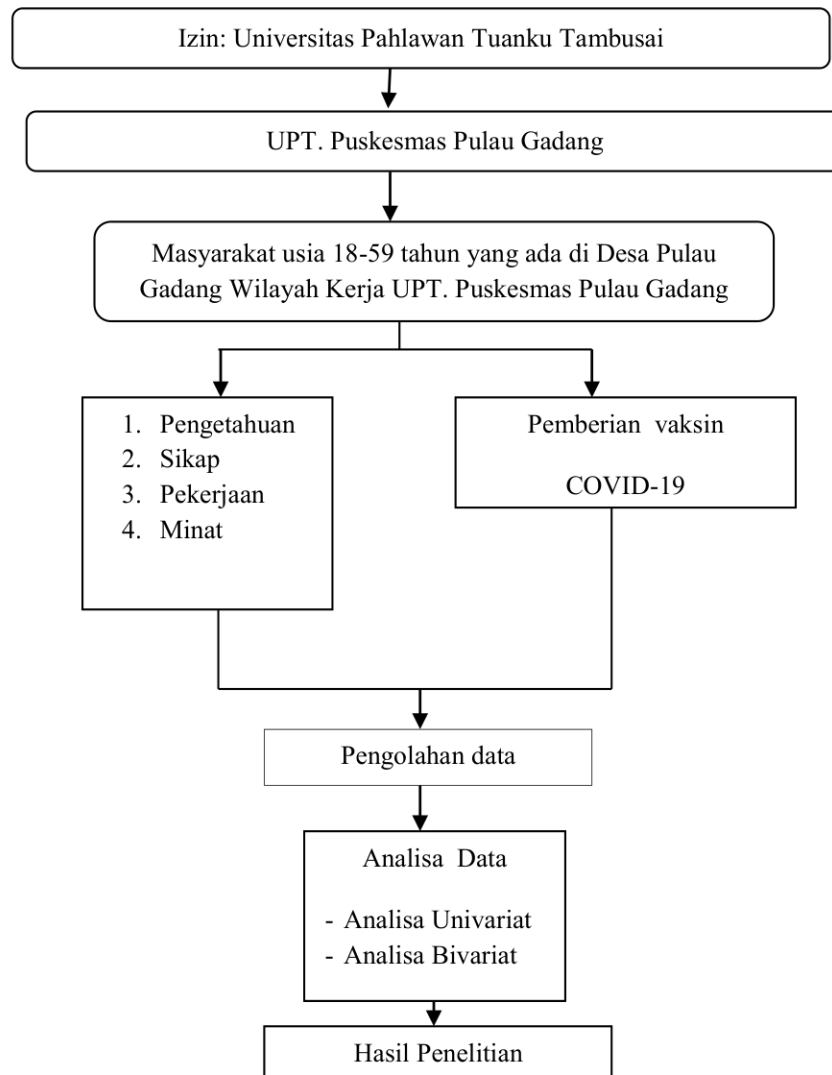 Izin: Universitas Pahlawan Tuanku Tambusai
UPT. Puskesmas Pulau Gadang
Masyarakat usia 18-59 tahun yang ada di Desa Pulau
Gadang Wilayah Kerja UPT. Puskesmas Pulau Gadang
1. Pengetahuan
2. Sikap
3. Pekerjaan
4. Minat
Pemberian vaksin
COVID-19
Pengolahan data
Analisa Data
- Analisa Univariat
- Analisa Bivariat
Hasil Penelitian